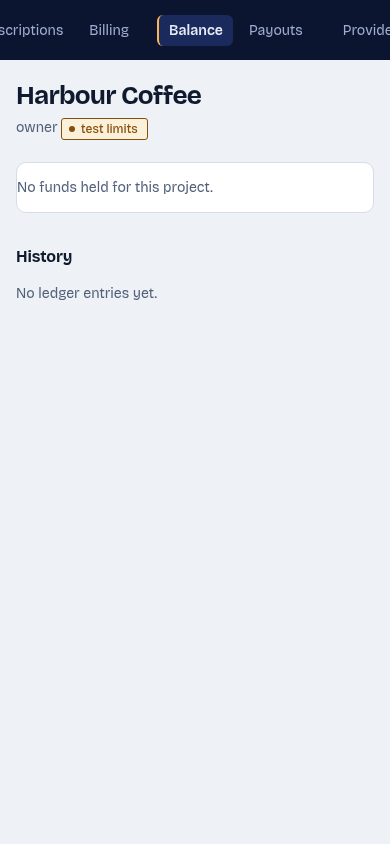 scriptions Billing Balance Payouts Provide
Harbour Coffee
owner test limits
No funds held for this project.
History
No ledger entries yet.